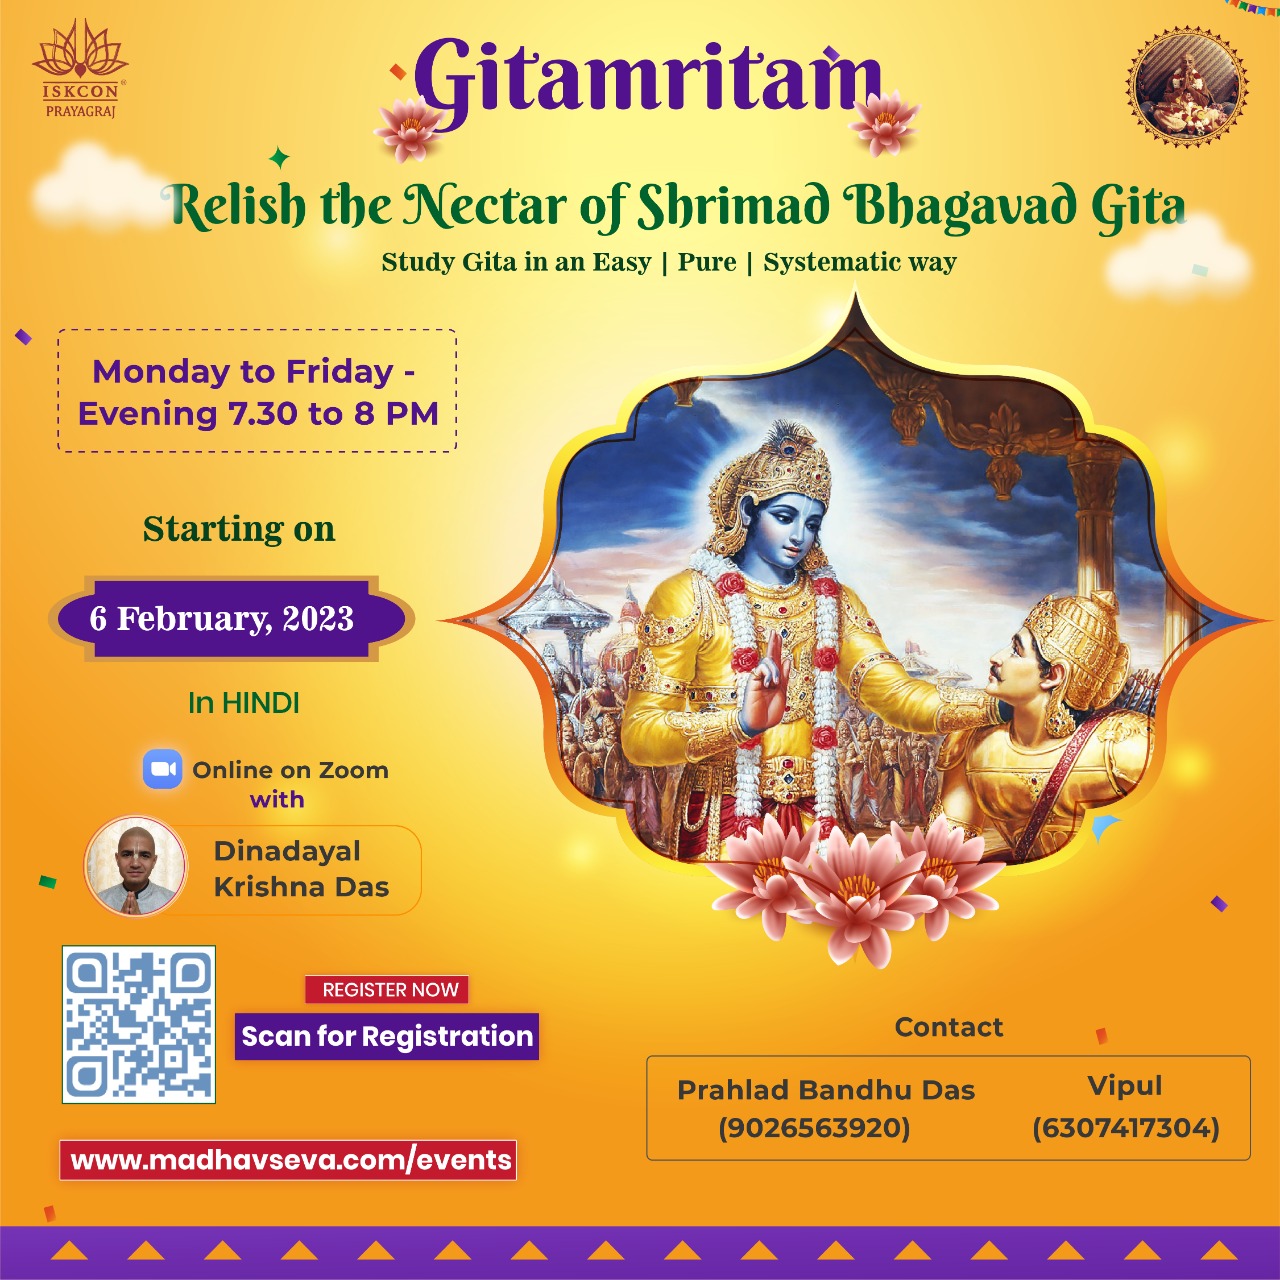 ISKCON
PRAYAGRAJ
Gitamritam
Relish the Nectar of Shrimad Bhagavad Gita
Study Gita in an Easy | Pure | Systematic way
Monday to Friday -
Evening 7.30 to 8 PM
Starting on
6 February, 2023
In HINDI
Online on Zoom
with
Dinadayal
Krishna Das
REGISTER NOW
Scan for Registration
www.madhavseva.com/events
Contact
Prahlad Bandhu Das
(9026563920)
Vipul
(6307417304)